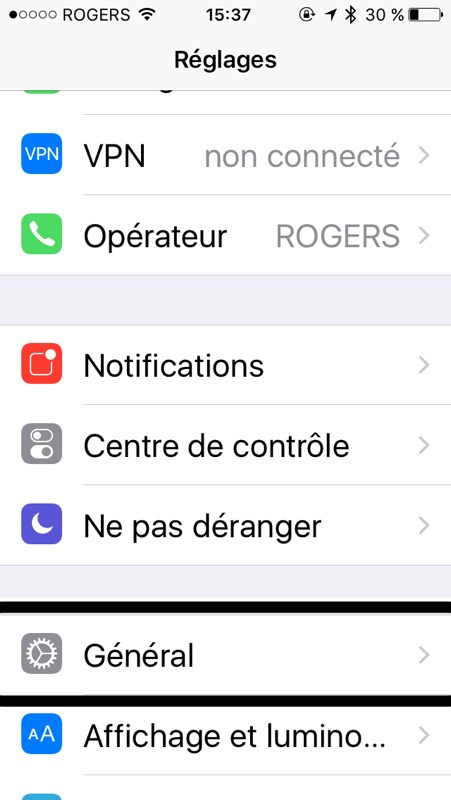 ROGERS 15:37 30 %
Réglages
VPN VPN non connecté
Opérateur ROGERS
Notifications
Centre de contrôle
Ne pas déranger
Général
AA Affichage et lumino...